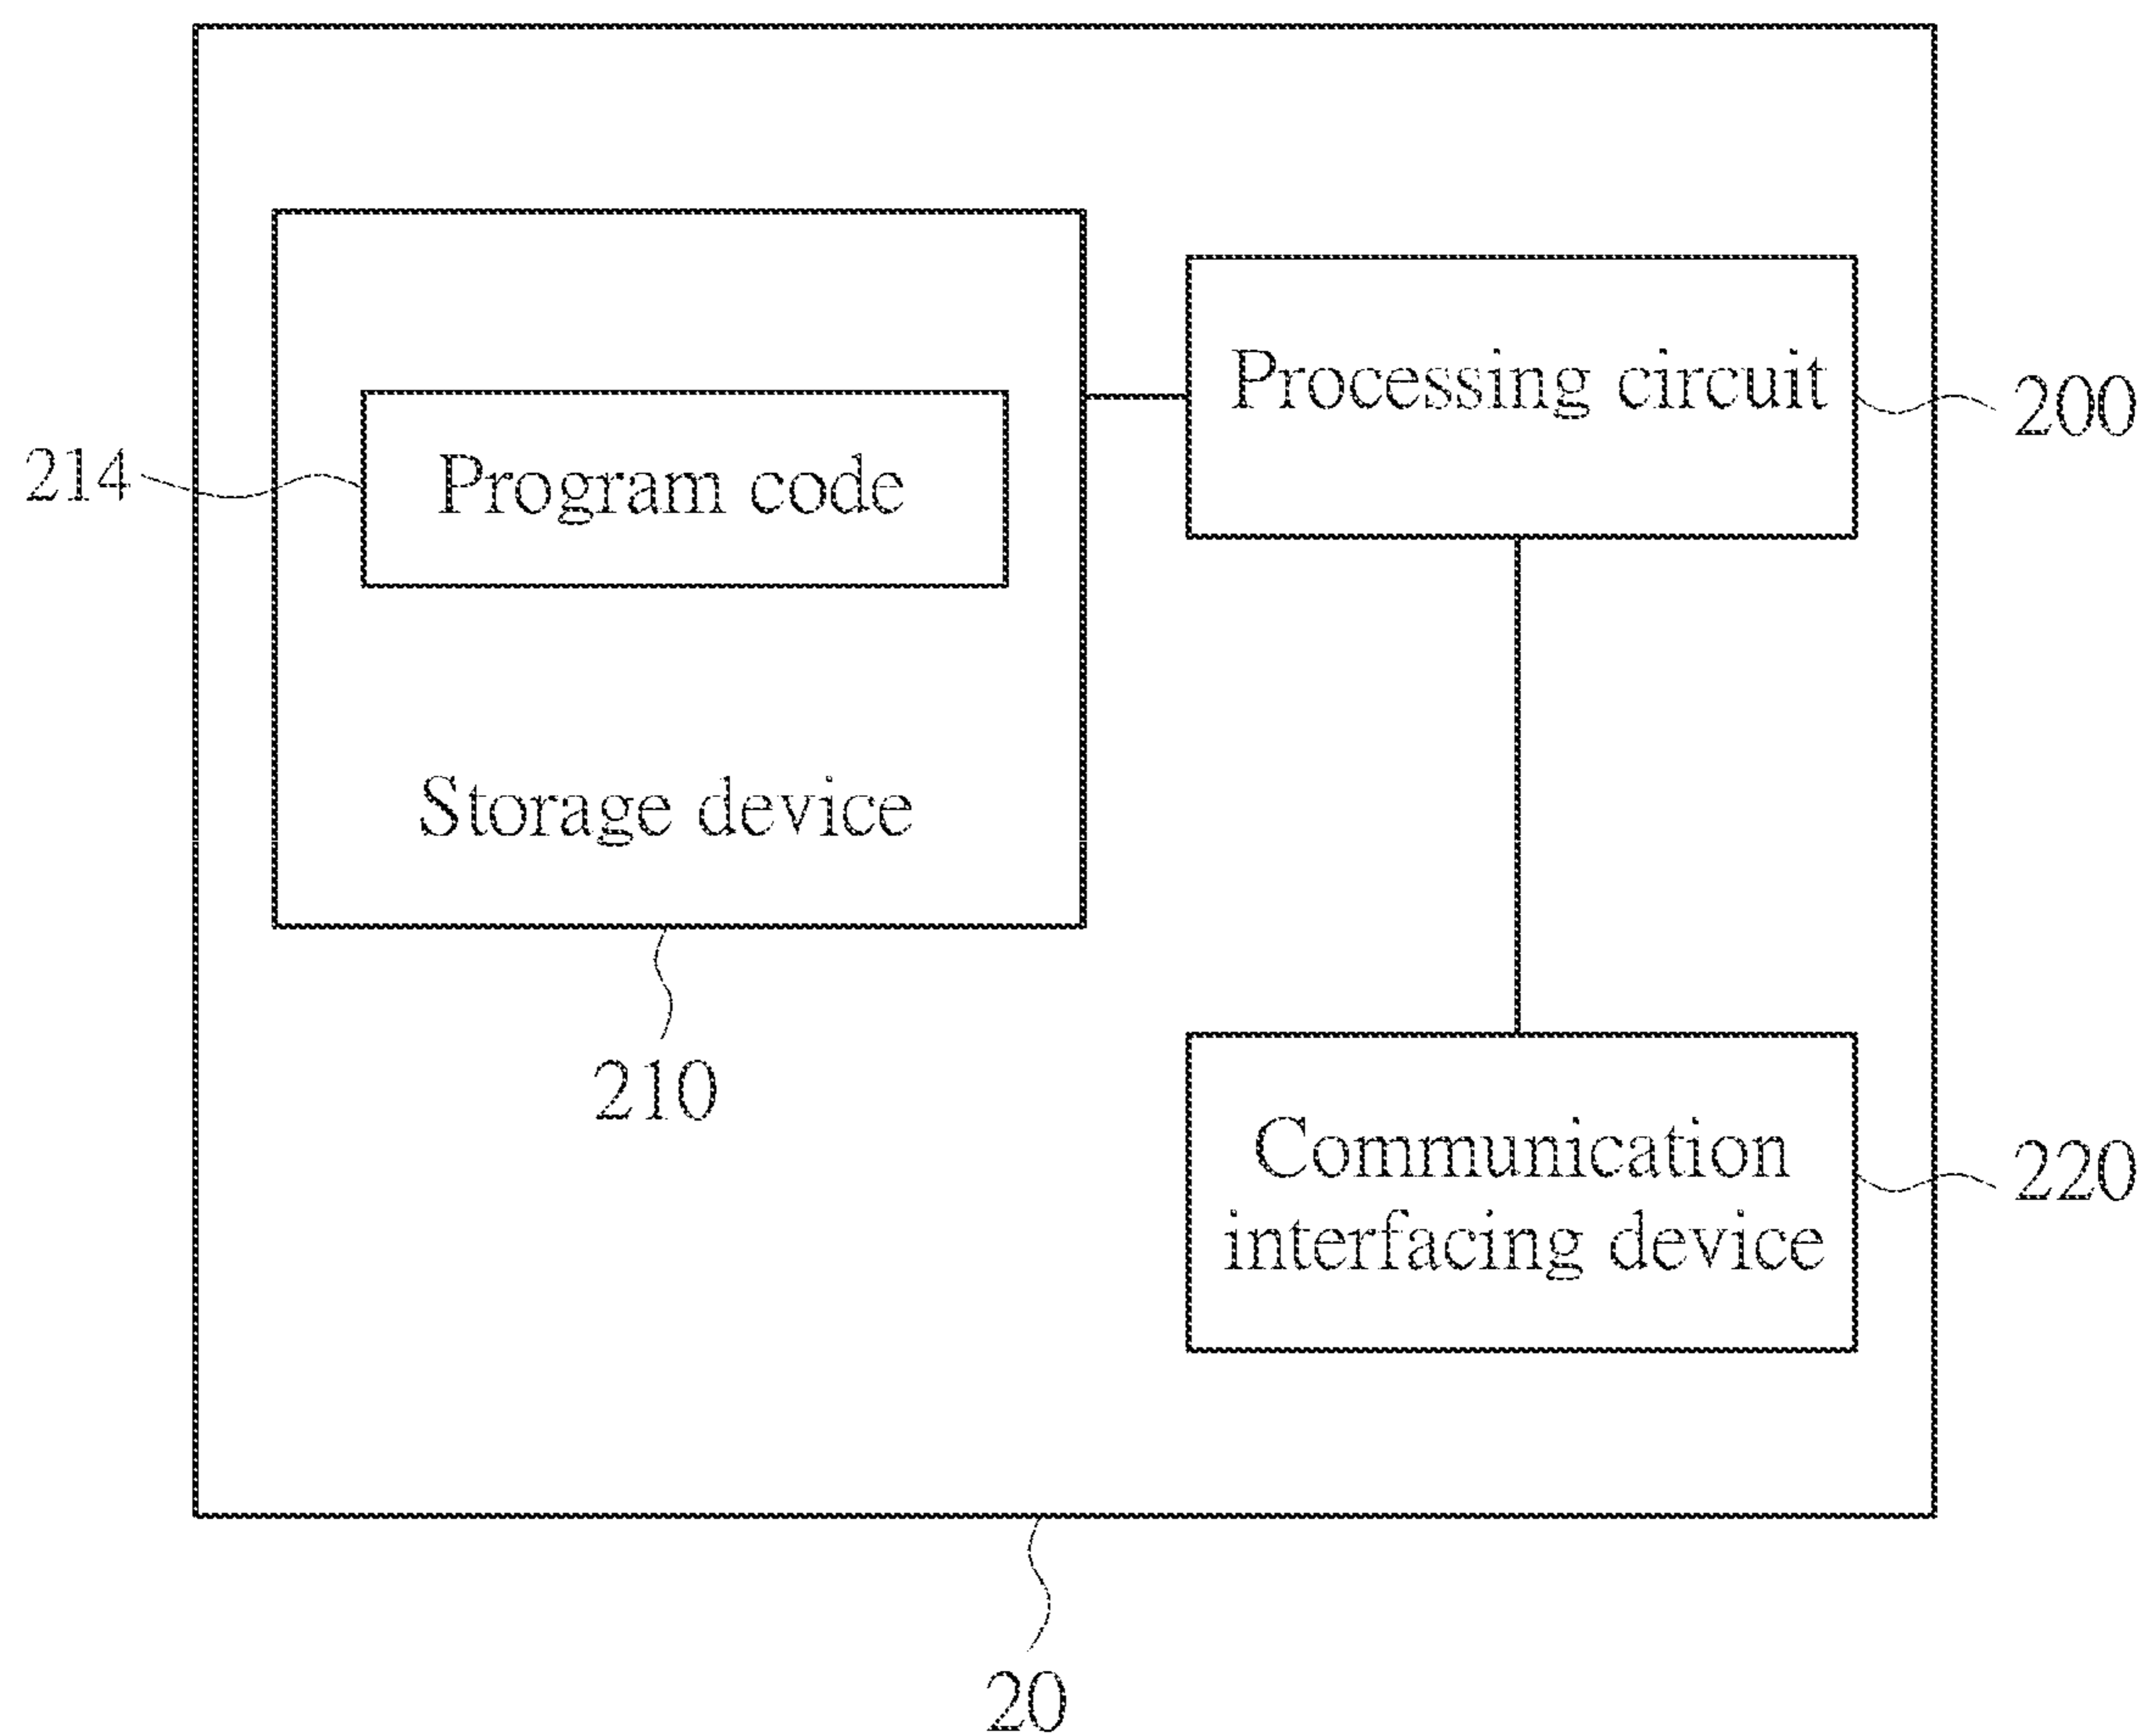 Processing circuit
200
214
Program code
Storage device
210
Communication
interfacing device
220
20